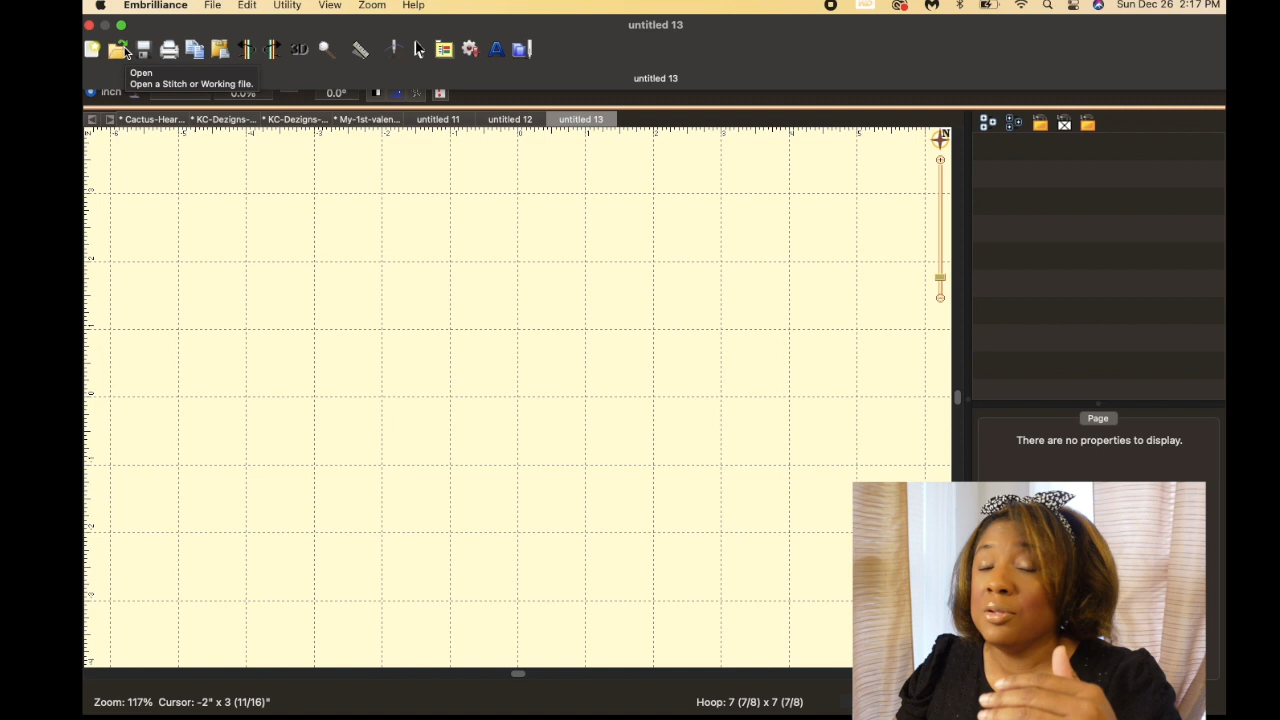 Embrilliance File Edit Utility View Zoom Help Sun Dec 26 2:17 PM
untitled 13
3D A
Open
Open a Stitch or Working file.
untitled 13
inch 0.0% 0.0°
* Cactus-Hear... * KC-Dezigns-... * KC-Dezigns-... * My-1st-valen... untitled 11 untitled 12 untitled 13
N
Page
There are no properties to display.
Zoom: 117% Cursor: -2" x 3 (11/16)" Hoop: 7 (7/8) x 7 (7/8)